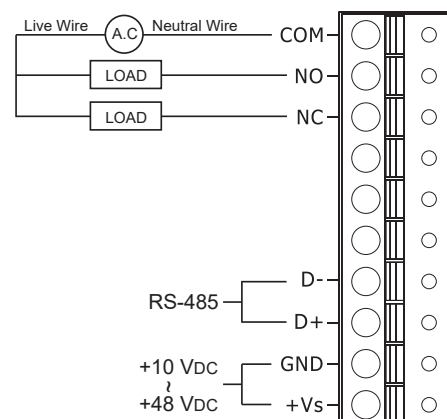 Live Wire A.C Neutral Wire COM
LOAD NO
LOAD NC
D-
RS-485
D+
+10 VDC GND
~
+48 VDC +Vs